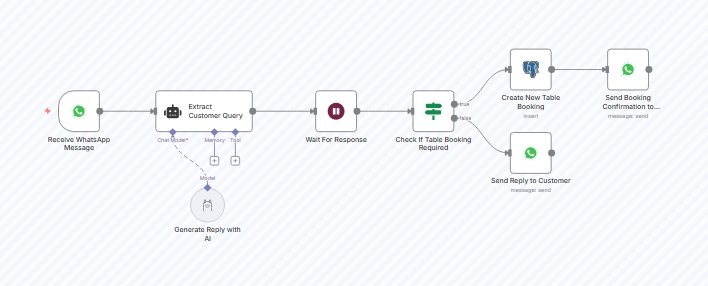 Receive WhatsApp
Message
Extract
Customer Query
Chat Model*
Memory
Tool
Model
Generate Reply with
AI
Wait For Response
Check If Table Booking
Required
true
false
Create New Table
Booking
insert
Send Booking
Confirmation to...
message: send
Send Reply to Customer
message: send